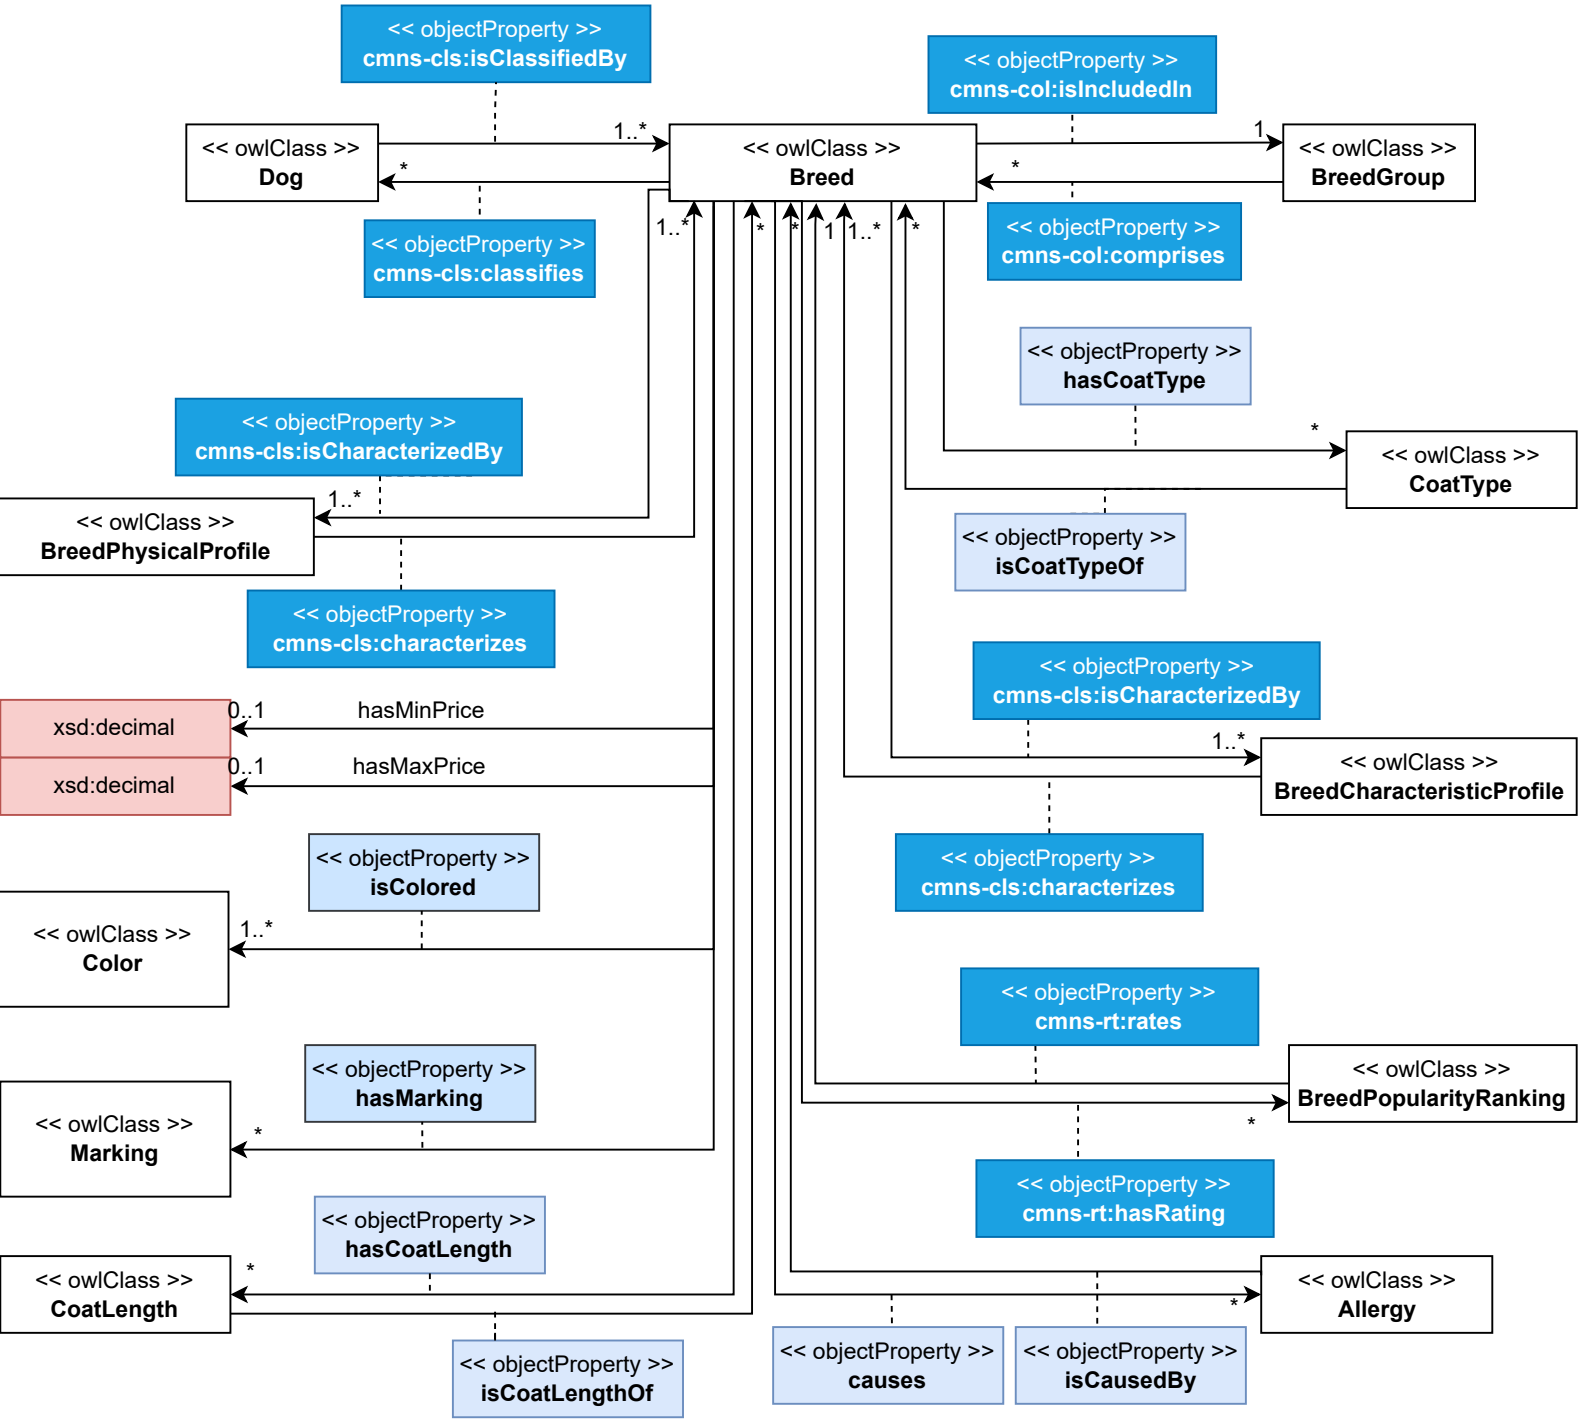 << objectProperty >>
cmns-cls:isClassifiedBy
<< objectProperty >>
cmns-col:isIncludedIn
<< owlClass >>
Dog
1..*
*
<< owlClass >>
Breed
1
*
<< owlClass >>
BreedGroup
<< objectProperty >>
cmns-cls:classifies
1..*
*
*
1
1..*
*
<< objectProperty >>
cmns-col:comprises
<< objectProperty >>
hasCoatType
*
<< owlClass >>
CoatType
<< objectProperty >>
isCoatTypeOf
<< objectProperty >>
cmns-cls:isCharacterizedBy
1..*
<< owlClass >>
BreedPhysicalProfile
<< objectProperty >>
cmns-cls:characterizes
<< objectProperty >>
cmns-cls:isCharacterizedBy
1..*
<< owlClass >>
BreedCharacteristicProfile
<< objectProperty >>
cmns-cls:characterizes
xsd:decimal
0..1
hasMinPrice
xsd:decimal
0..1
hasMaxPrice
<< objectProperty >>
isColored
1..*
<< owlClass >>
Color
<< objectProperty >>
cmns-rt:rates
<< owlClass >>
BreedPopularityRanking
*
<< objectProperty >>
cmns-rt:hasRating
<< objectProperty >>
hasMarking
*
<< owlClass >>
Marking
<< objectProperty >>
hasCoatLength
*
<< owlClass >>
CoatLength
<< objectProperty >>
isCoatLengthOf
<< owlClass >>
Allergy
*
<< objectProperty >>
causes
<< objectProperty >>
isCausedBy